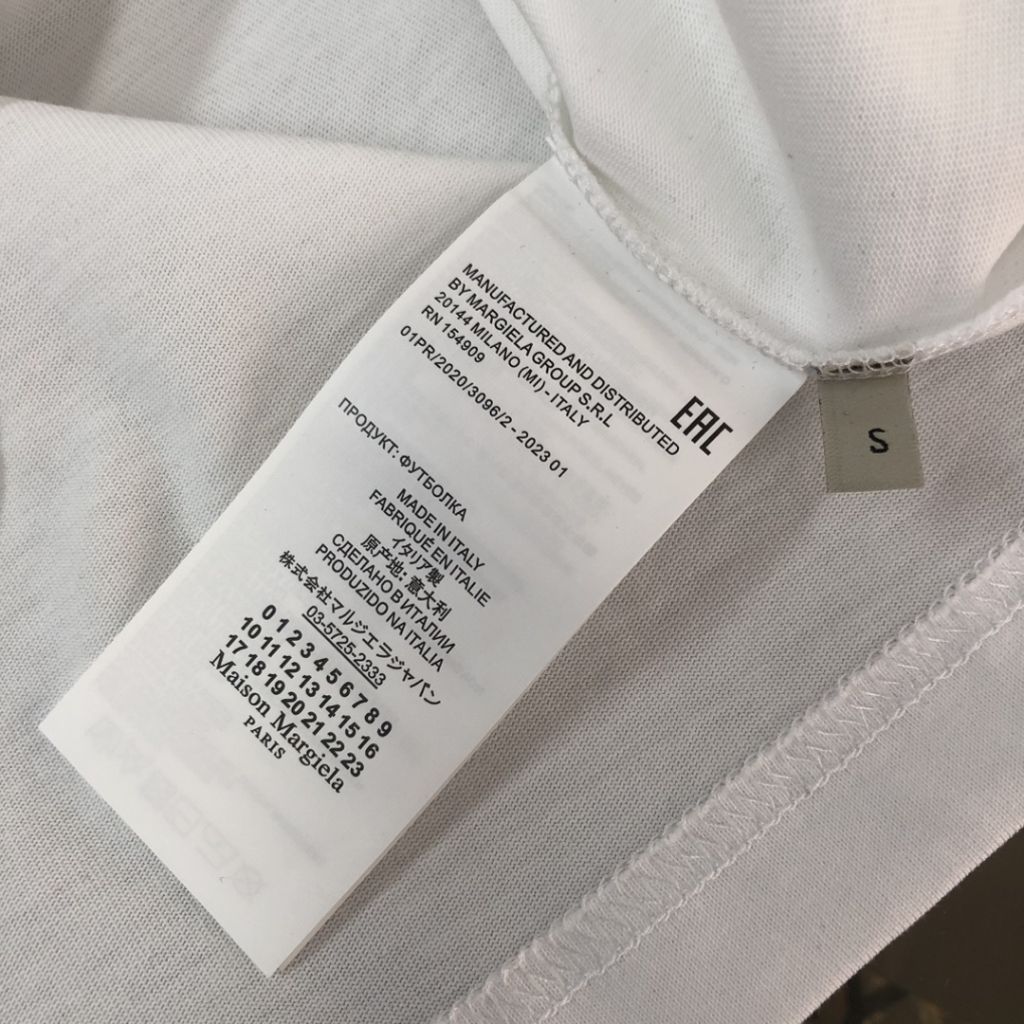 MANUFACTURED AND DISTRIBUTED
BY MARGIELA GROUP S.R.L
20144 MILANO (MI) - ITALY
RN 154909
EAC
01PR/2020/3096/2 - 2023 01
ПРОДУКТ: ФУТБОЛКА
MADE IN ITALY
FABRIQUÉ EN ITALIE
イタリア製
原产地: 意大利
СДЕЛАНО В ИТАЛИИ
PRODUZIDO NA ITALIA
株式会社マルジェラジャパン
03-5725-2333
0 1 2 3 4 5 6 7 8 9
10 11 12 13 14 15 16
17 18 19 20 21 22 23
Maison Margiela
PARIS
S